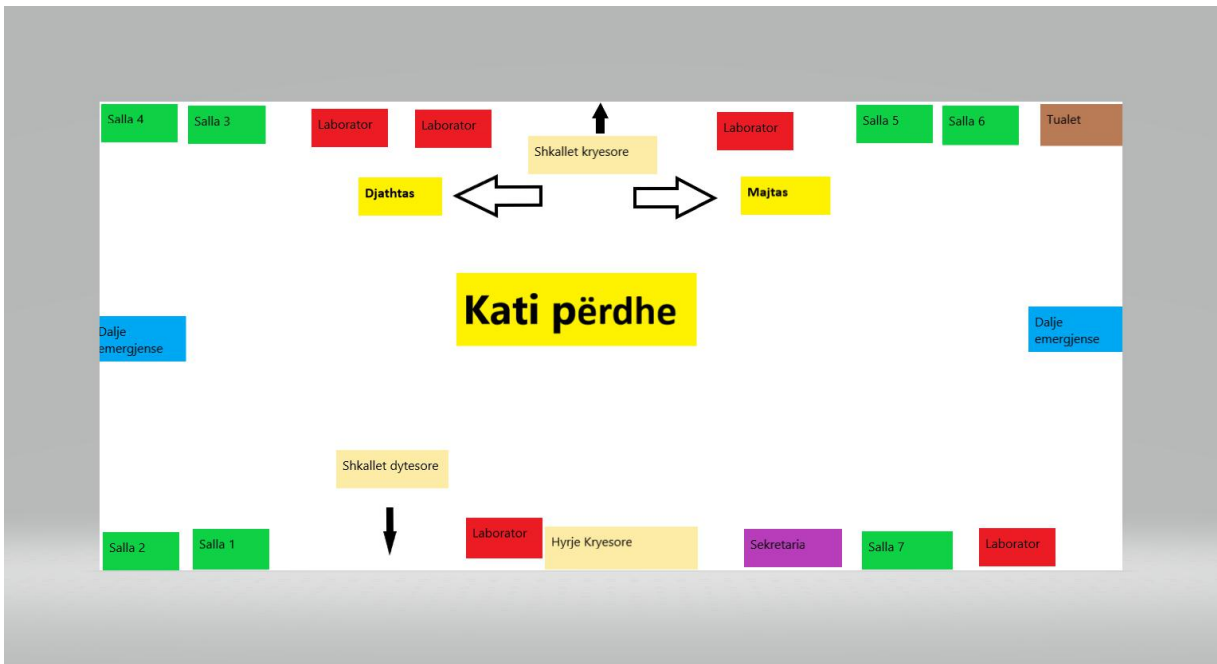 Salla 4
Salla 3
Laborator
Laborator
Shkallet kryesore
Laborator
Salla 5
Salla 6
Tualet
Djathtas
Majtas
Kati përdhe
Dalje
emergjense
Dalje
emergjense
Shkallet dytesore
Salla 2
Salla 1
Laborator
Hyrje Kryesore
Sekretaria
Salla 7
Laborator